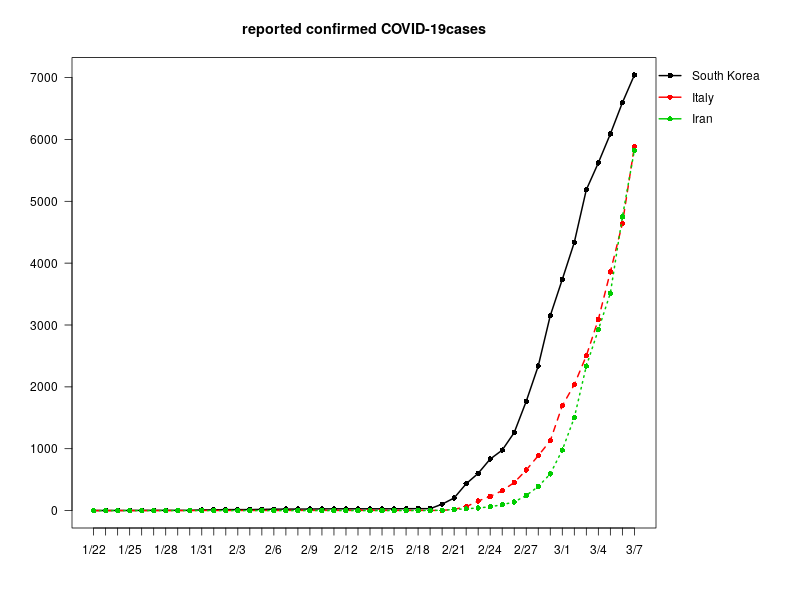 reported confirmed COVID-19cases
7000
6000
5000
4000
3000
2000
1000
0
1/22 1/25 1/28 1/31 2/3 2/6 2/9 2/12 2/15 2/18 2/21 2/24 2/27 3/1 3/4 3/7
South Korea
Italy
Iran